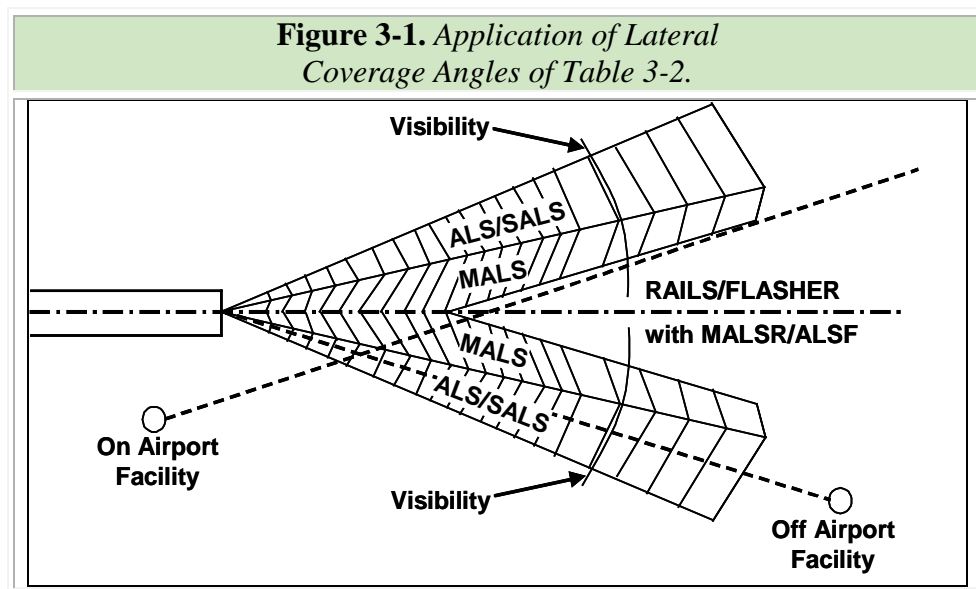 Figure 3-1. Application of Lateral
Coverage Angles of Table 3-2.
Visibility
ALS/SALS
MALS
RAILS/FLASHER
with MALSR/ALSF
MALS
ALS/SALS
On Airport
Facility
Visibility
Off Airport
Facility